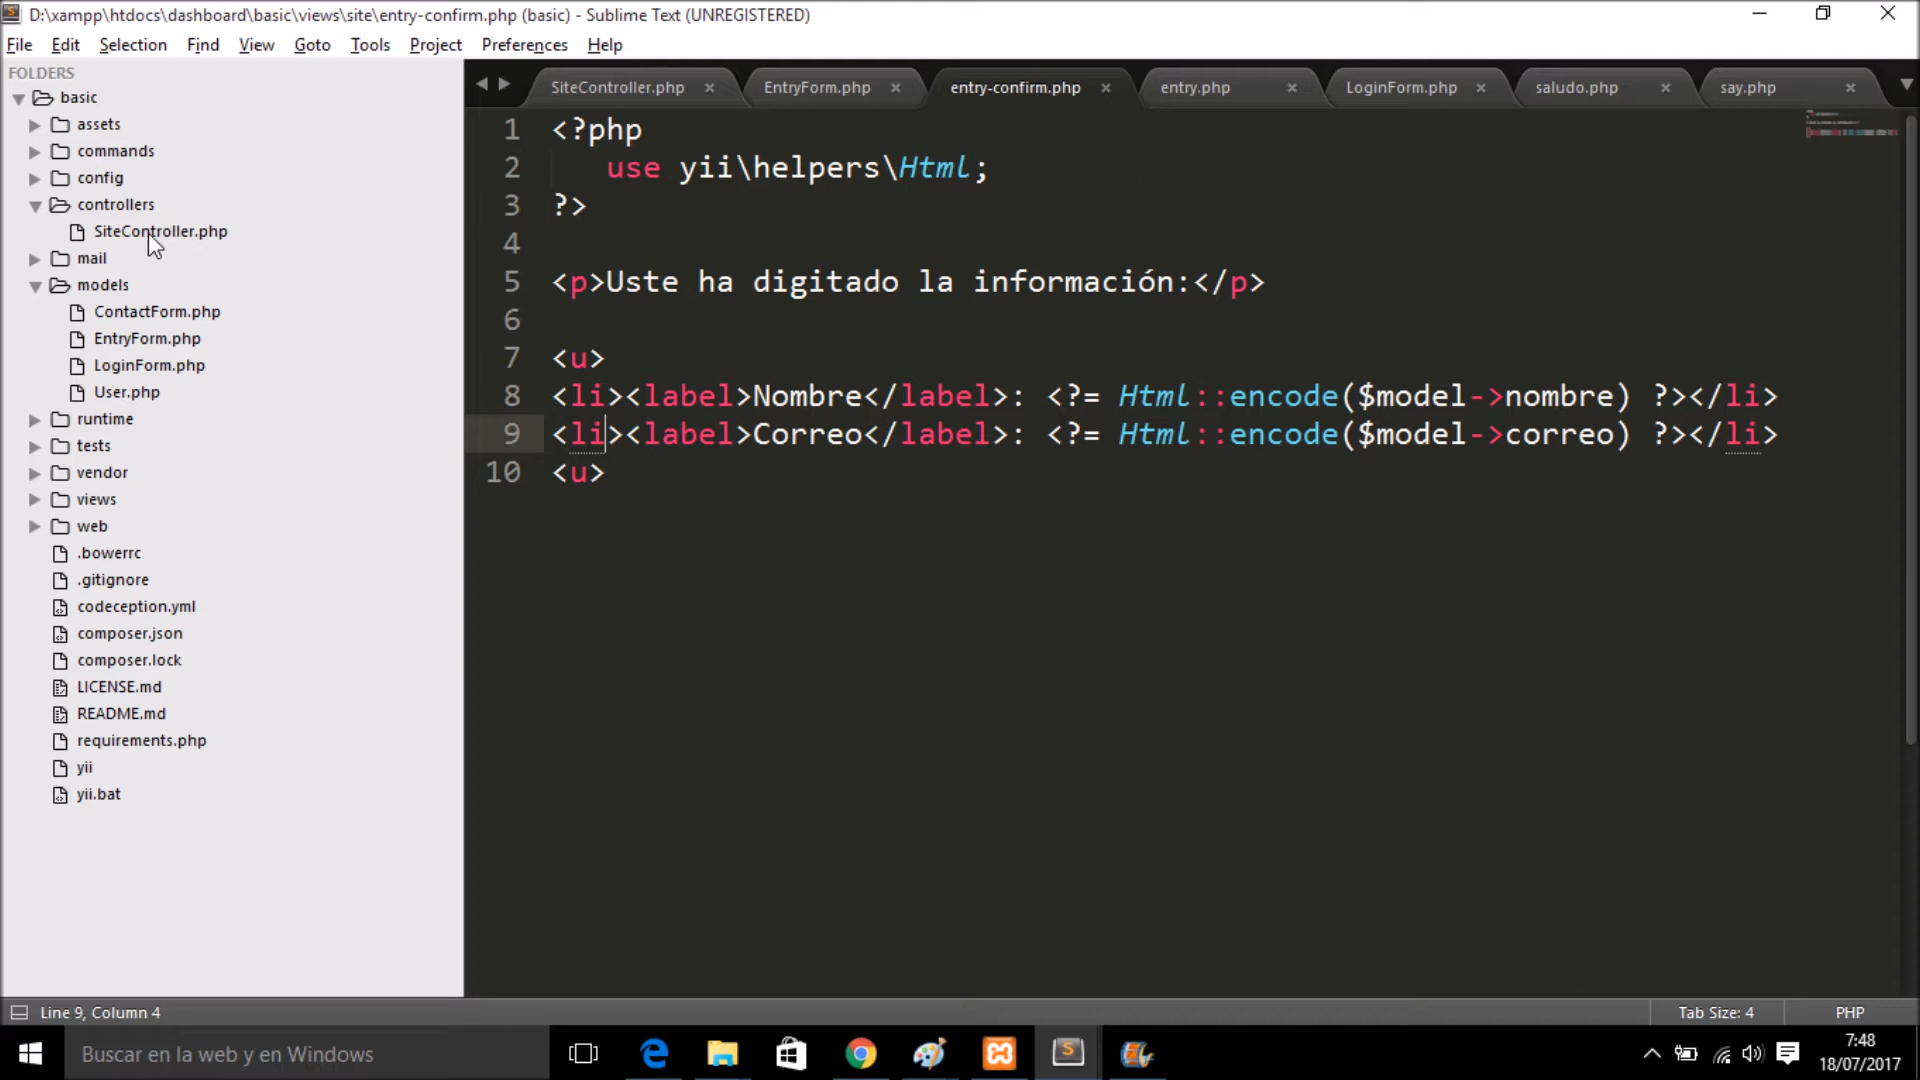 D:\xampp\htdocs\dashboard\basic\views\site\entry-confirm.php (basic) - Sublime Text (UNREGISTERED)
File Edit Selection Find View Goto Tools Project Preferences Help
FOLDERS
basic
assets
commands
config
controllers
SiteController.php
mail
models
ContactForm.php
EntryForm.php
LoginForm.php
User.php
runtime
tests
vendor
views
web
.bowerrc
.gitignore
codeception.yml
composer.json
composer.lock
LICENSE.md
README.md
requirements.php
yii
yii.bat
SiteController.php × EntryForm.php × entry-confirm.php × entry.php × LoginForm.php × saludo.php × say.php ×
1 <?php
2 use yii\helpers\Html;
3 ?>
4
5 <p>Uste ha digitado la información:</p>
6
7 <u>
8 <li><label>Nombre</label>: <?= Html::encode($model->nombre) ?></li>
9 <li><label>Correo</label>: <?= Html::encode($model->correo) ?></li>
10 <u>
Line 9, Column 4 Tab Size: 4 PHP
Buscar en la web y en Windows
7:48
18/07/2017